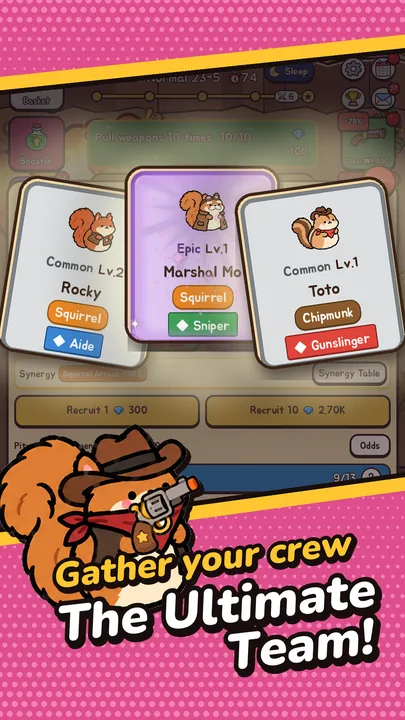 Normal 23-5 74
Sleep
Basket
6
Pull weapons 10 times 10/10
100
-70%
Booster
Common Lv.2
Rocky
Squirrel
Aide
Epic Lv.1
Marshal Mo
Squirrel
Sniper
Common Lv.1
Toto
Chipmunk
Gunslinger
Synergy
Synergy Table
Recruit 1 300
Recruit 10 2.70K
Odds
9/13 ?
Gather your crew
The Ultimate
Team!